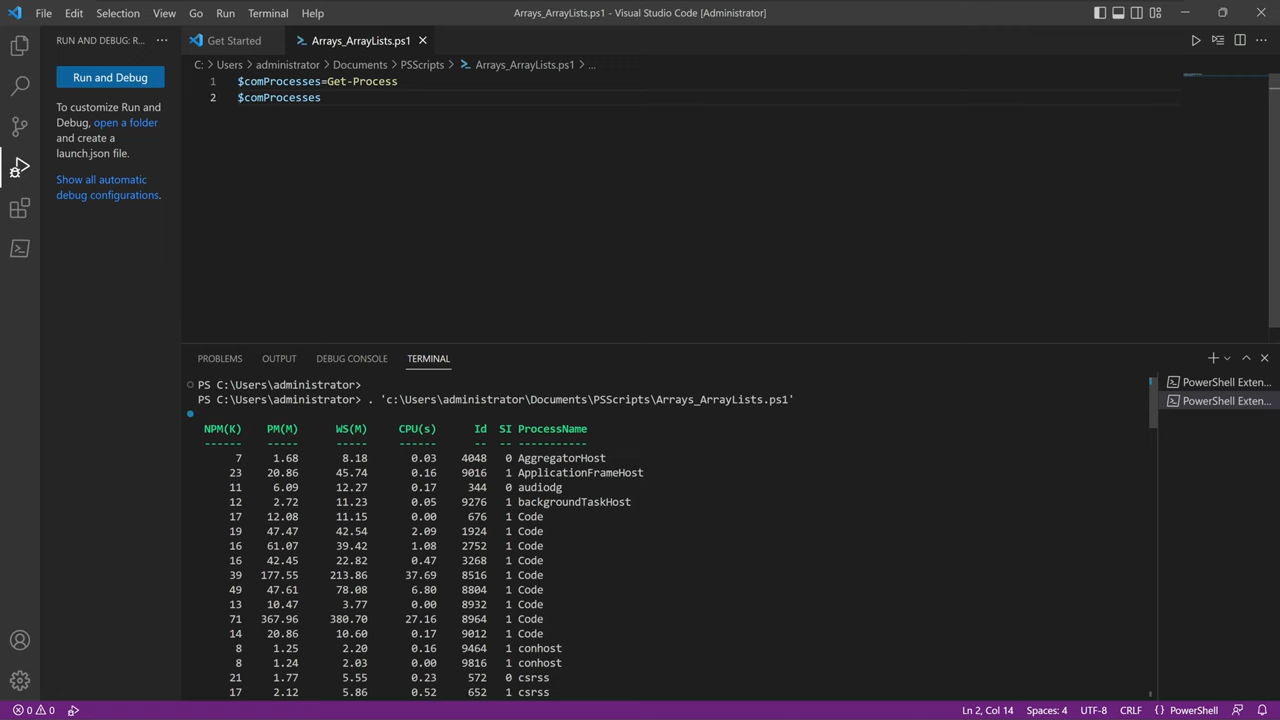 File Edit Selection View Go Run Terminal Help
Arrays_ArrayLists.ps1 - Visual Studio Code [Administrator]
RUN AND DEBUG: R... ...
Get Started
Arrays_ArrayLists.ps1
C: > Users > administrator > Documents > PSScripts > Arrays_ArrayLists.ps1 > ...
Run and Debug
To customize Run and
Debug, open a folder
and create a
launch.json file.
Show all automatic
debug configurations.
1 $comProcesses=Get-Process
2 $comProcesses
PROBLEMS OUTPUT DEBUG CONSOLE TERMINAL
PS C:\Users\administrator>
PS C:\Users\administrator> . 'c:\Users\administrator\Documents\PSScripts\Arrays_ArrayLists.ps1'
NPM(K) PM(M) WS(M) CPU(s) Id SI ProcessName
------ ----- ----- ------ -- -- -----------
7 1.68 8.18 0.03 4048 0 AggregatorHost
23 20.86 45.74 0.16 9016 1 ApplicationFrameHost
11 6.09 12.27 0.17 344 0 audiodg
12 2.72 11.23 0.05 9276 1 backgroundTaskHost
17 12.08 11.15 0.00 676 1 Code
19 47.47 42.54 2.09 1924 1 Code
16 61.07 39.42 1.08 2752 1 Code
16 42.45 22.82 0.47 3268 1 Code
39 177.55 213.86 37.69 8516 1 Code
49 47.61 78.08 6.80 8804 1 Code
13 10.47 3.77 0.00 8932 1 Code
71 367.96 380.70 27.16 8964 1 Code
14 20.86 10.60 0.17 9012 1 Code
8 1.25 2.20 0.16 9464 1 conhost
8 1.24 2.03 0.00 9816 1 conhost
21 1.77 5.55 0.23 572 0 csrss
17 2.12 5.86 0.52 652 1 csrss
PowerShell Exten...
PowerShell Exten...
0 0
Ln 2, Col 14 Spaces: 4 UTF-8 CRLF {} PowerShell